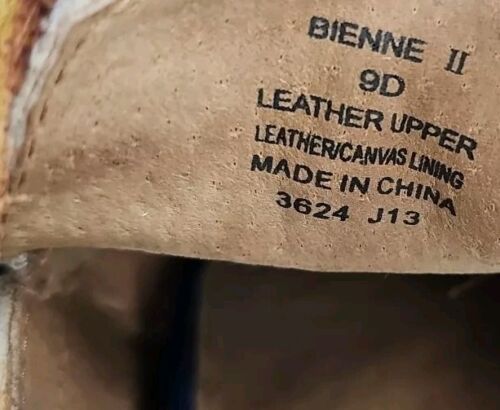 BIENNE II
9D
LEATHER UPPER
LEATHER/CANVAS LINING
MADE IN CHINA
3624 J13